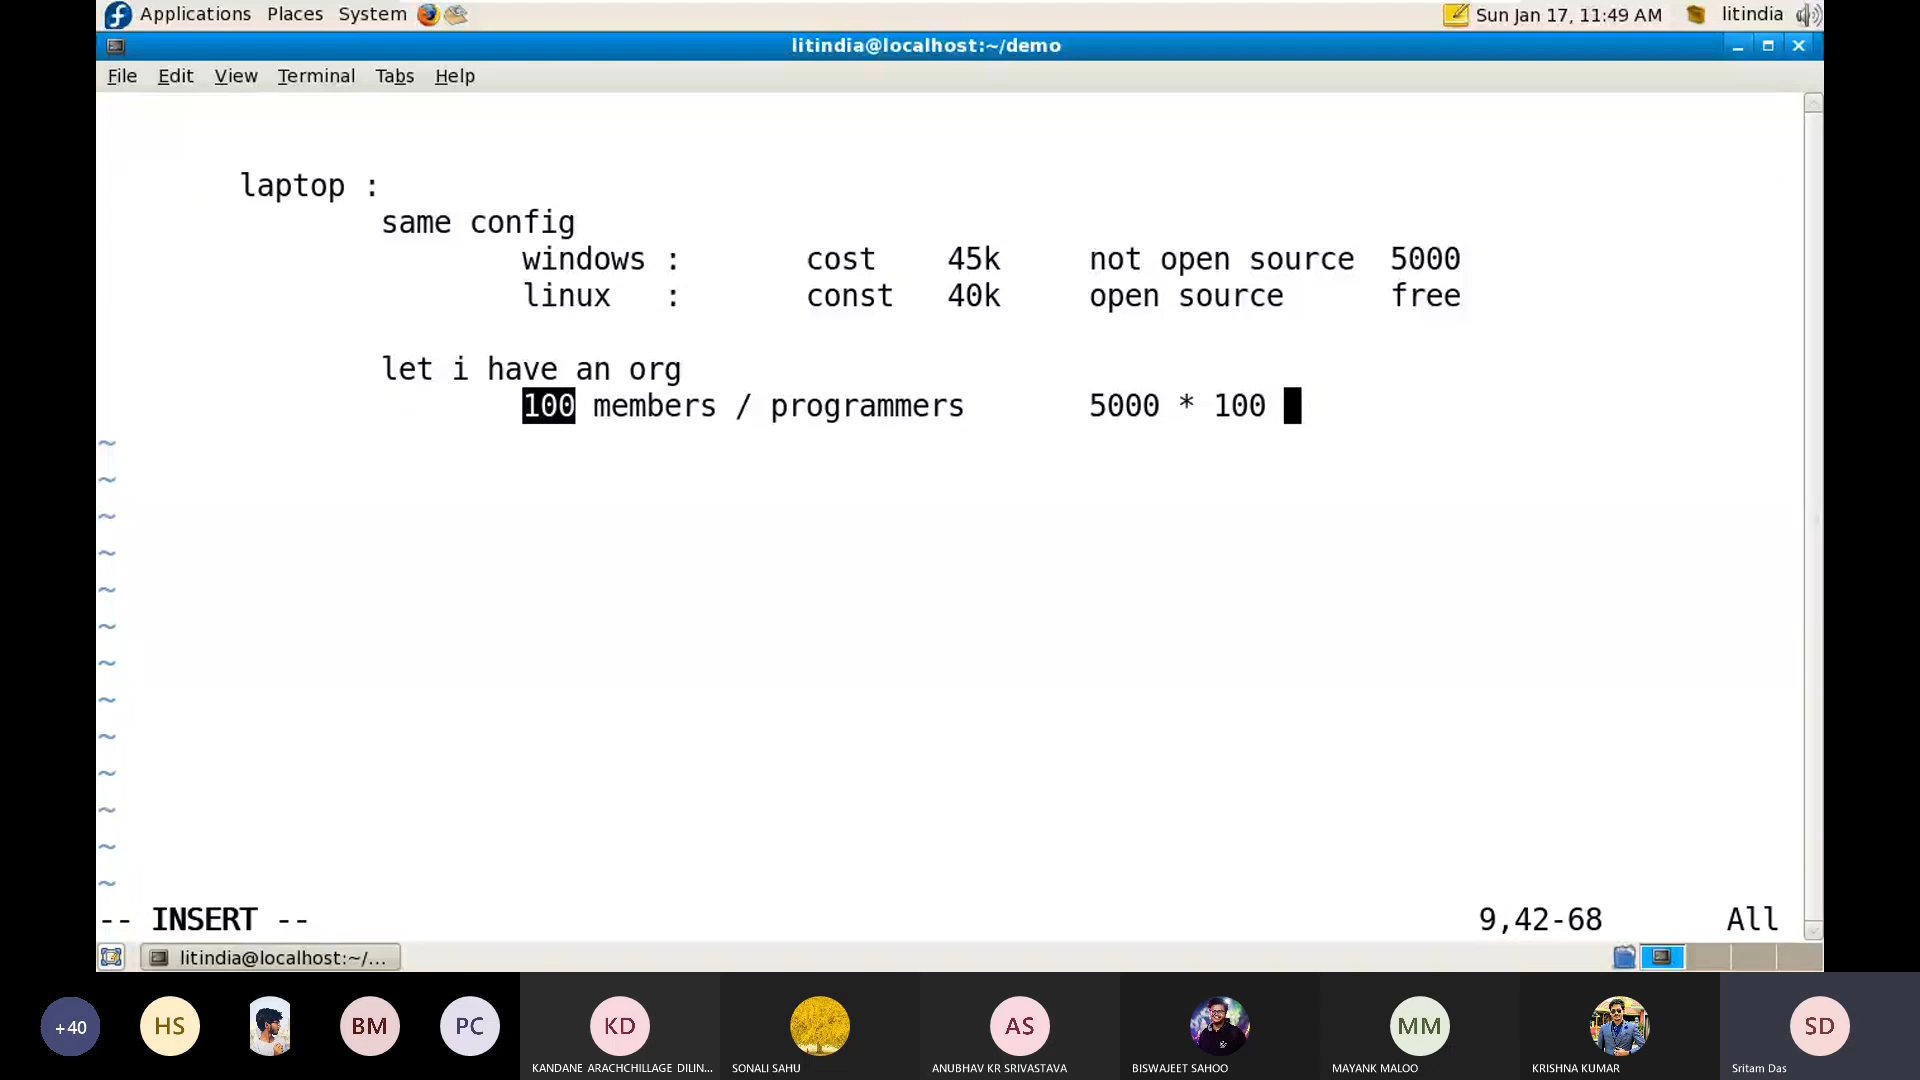 Applications Places System Sun Jan 17, 11:49 AM litindia
litindia@localhost:~/demo
File Edit View Terminal Tabs Help
laptop :
same config
windows : cost 45k not open source 5000
linux : const 40k open source free
let i have an org
100 members / programmers 5000 * 100
~
~
~
~
~
~
~
~
~
~
~
~
~
-- INSERT -- 9,42-68 All
litindia@localhost:~/...
+40 HS BM PC KD AS MM SD
KANDANE ARACHCHILLAGE DILIN... SONALI SAHU ANUBHAV KR SRIVASTAVA BISWAJEET SAHOO MAYANK MALOO KRISHNA KUMAR Sritam Das